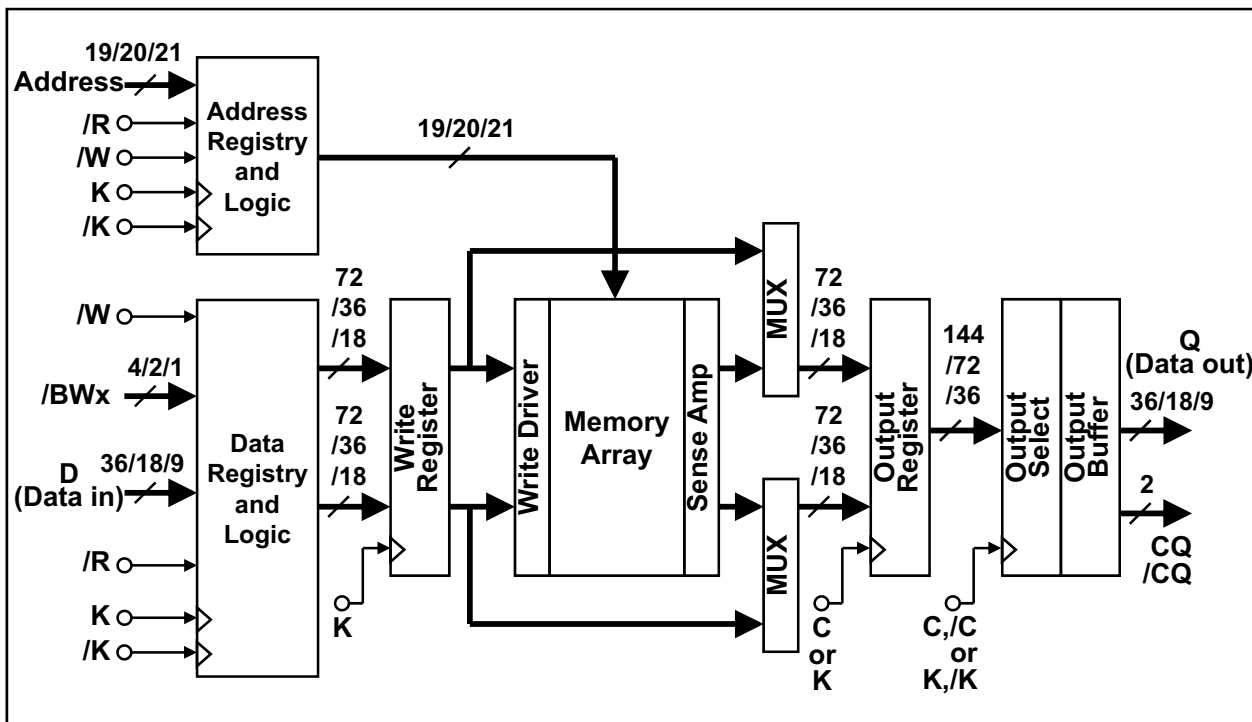 19/20/21
Address
/R
/W
K
/K
Address
Registry
and
Logic
19/20/21
/W
4/2/1
/BWx
36/18/9
D
(Data in)
/R
K
/K
Data
Registry
and
Logic
72
/36
/18
72
/36
/18
Write
Register
K
Write Driver
Memory
Array
Sense Amp
MUX
MUX
72
/36
/18
72
/36
/18
Output
Register
C
or
K
144
/72
/36
Output
Select
Output
Buffer
C,/C
or
K,/K
Q
(Data out)
36/18/9
2
CQ
/CQ